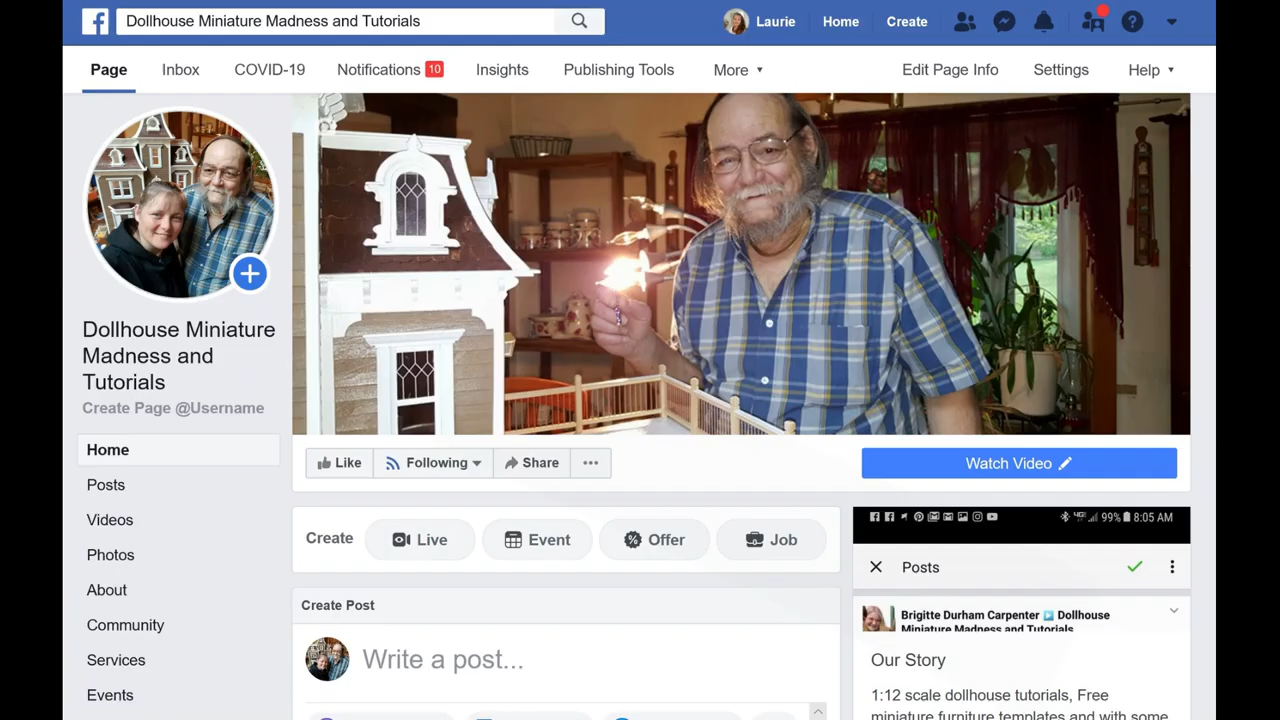 Dollhouse Miniature Madness and Tutorials
Laurie Home Create
Page Inbox COVID-19 Notifications 10 Insights Publishing Tools More Edit Page Info Settings Help
Dollhouse Miniature
Madness and
Tutorials
Create Page @Username
Home
Posts
Videos
Photos
About
Community
Services
Events
Like Following Share
Watch Video
Create Live Event Offer Job
Create Post
Write a post...
99% 8:05 AM
Posts
Brigitte Durham Carpenter Dollhouse
Miniature Madness and Tutorials
Our Story
1:12 scale dollhouse tutorials, Free
miniature furniture templates and with some